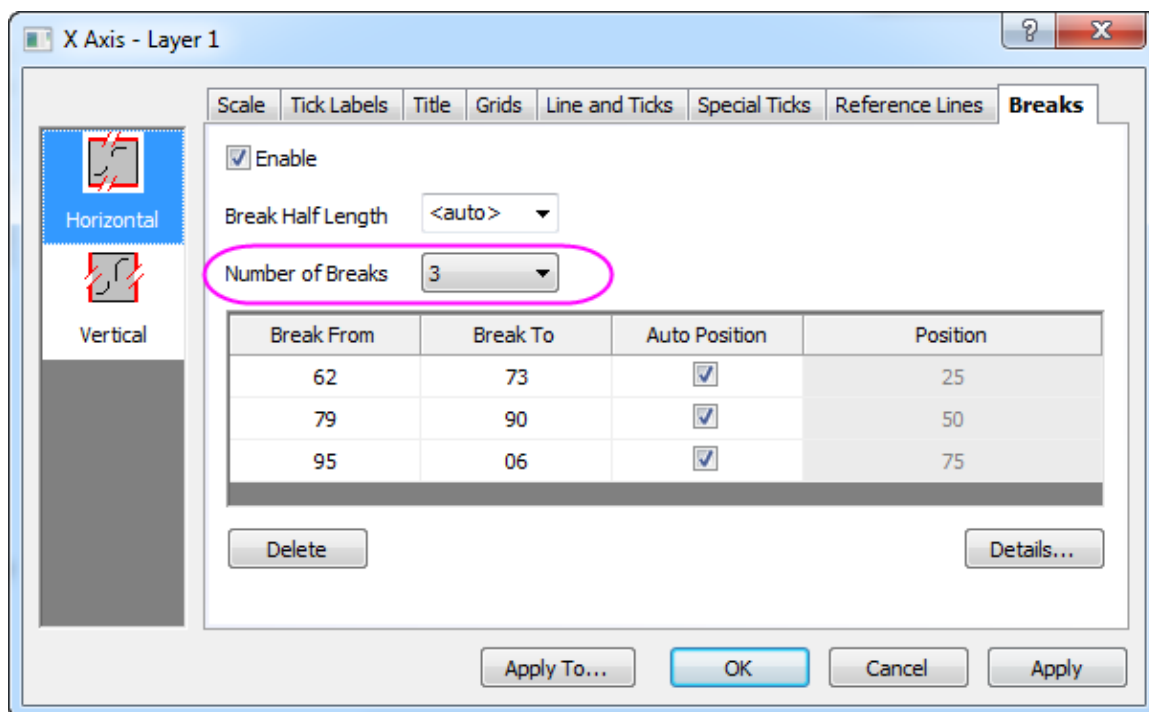 X Axis - Layer 1
Scale Tick Labels Title Grids Line and Ticks Special Ticks Reference Lines Breaks
Horizontal
Vertical
Enable
Break Half Length <auto>
Number of Breaks 3
Break From Break To Auto Position Position
62 73 25
79 90 50
95 06 75
Delete Details...
Apply To... OK Cancel Apply